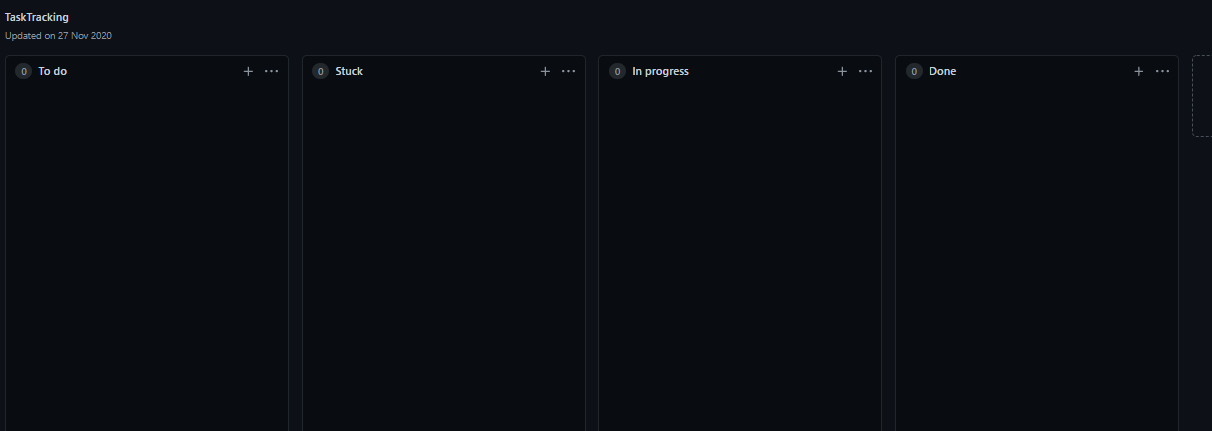 TaskTracking
Updated on 27 Nov 2020
0 To do
0 Stuck
0 In progress
0 Done